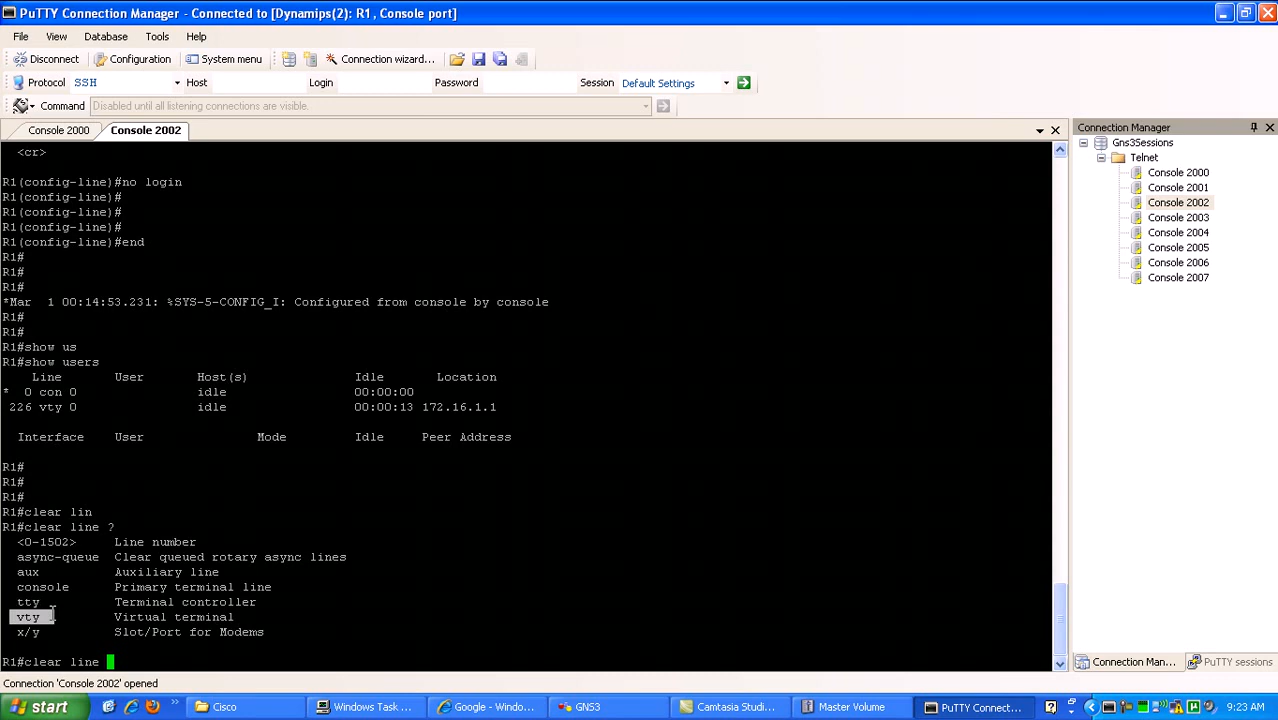 PuTTY Connection Manager - Connected to [Dynamips(2): R1, Console port]
File View Database Tools Help
Disconnect Configuration System menu Connection wizard...
Protocol SSH Host Login Password Session Default Settings
Command Disabled until all listening connections are visible.
Console 2000 Console 2002
<cr>
R1(config-line)#no login
R1(config-line)#
R1(config-line)#
R1(config-line)#
R1(config-line)#end
R1#
R1#
R1#
*Mar  1 00:14:53.231: %SYS-5-CONFIG_I: Configured from console by console
R1#
R1#
R1#show us
R1#show users
Line User Host(s) Idle Location
* 0 con 0 idle 00:00:00
226 vty 0 idle 00:00:13 172.16.1.1
Interface User Mode Idle Peer Address
R1#
R1#
R1#
R1#clear lin
R1#clear line ?
<0-1502> Line number
async-queue Clear queued rotary async lines
aux Auxiliary line
console Primary terminal line
tty Terminal controller
vty Virtual terminal
x/y Slot/Port for Modems
R1#clear line
Connection Manager
Gns3Sessions
Telnet
Console 2000
Console 2001
Console 2002
Console 2003
Console 2004
Console 2005
Console 2006
Console 2007
Connection Man... PuTTY sessions
Connection 'Console 2002' opened
start Cisco Windows Task ... Google - Windo... GNS3 Camtasia Studi... Master Volume PuTTY Connect... 9:23 AM